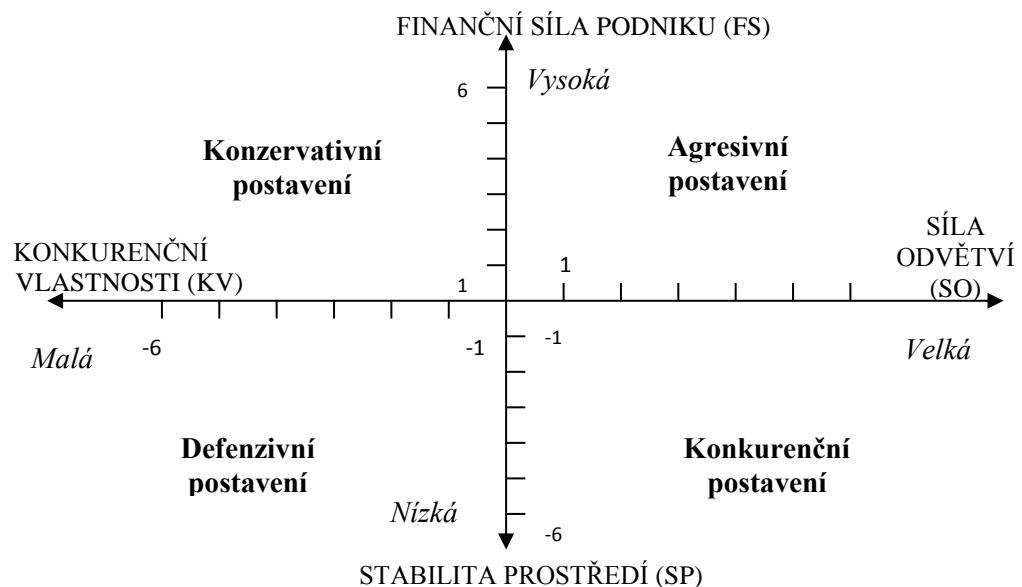 FINANČNÍ SÍLA PODNIKU (FS)
6
Vysoká
Konzervativní
postavení
Agresivní
postavení
KONKURENČNÍ
VLASTNOSTI (KV)
1
1
SÍLA
ODVĚTVÍ
(SO)
Malá
-6
-1
-1
Velká
Defenzivní
postavení
Konkurenční
postavení
Nízká
-6
STABILITA PROSTŘEDÍ (SP)